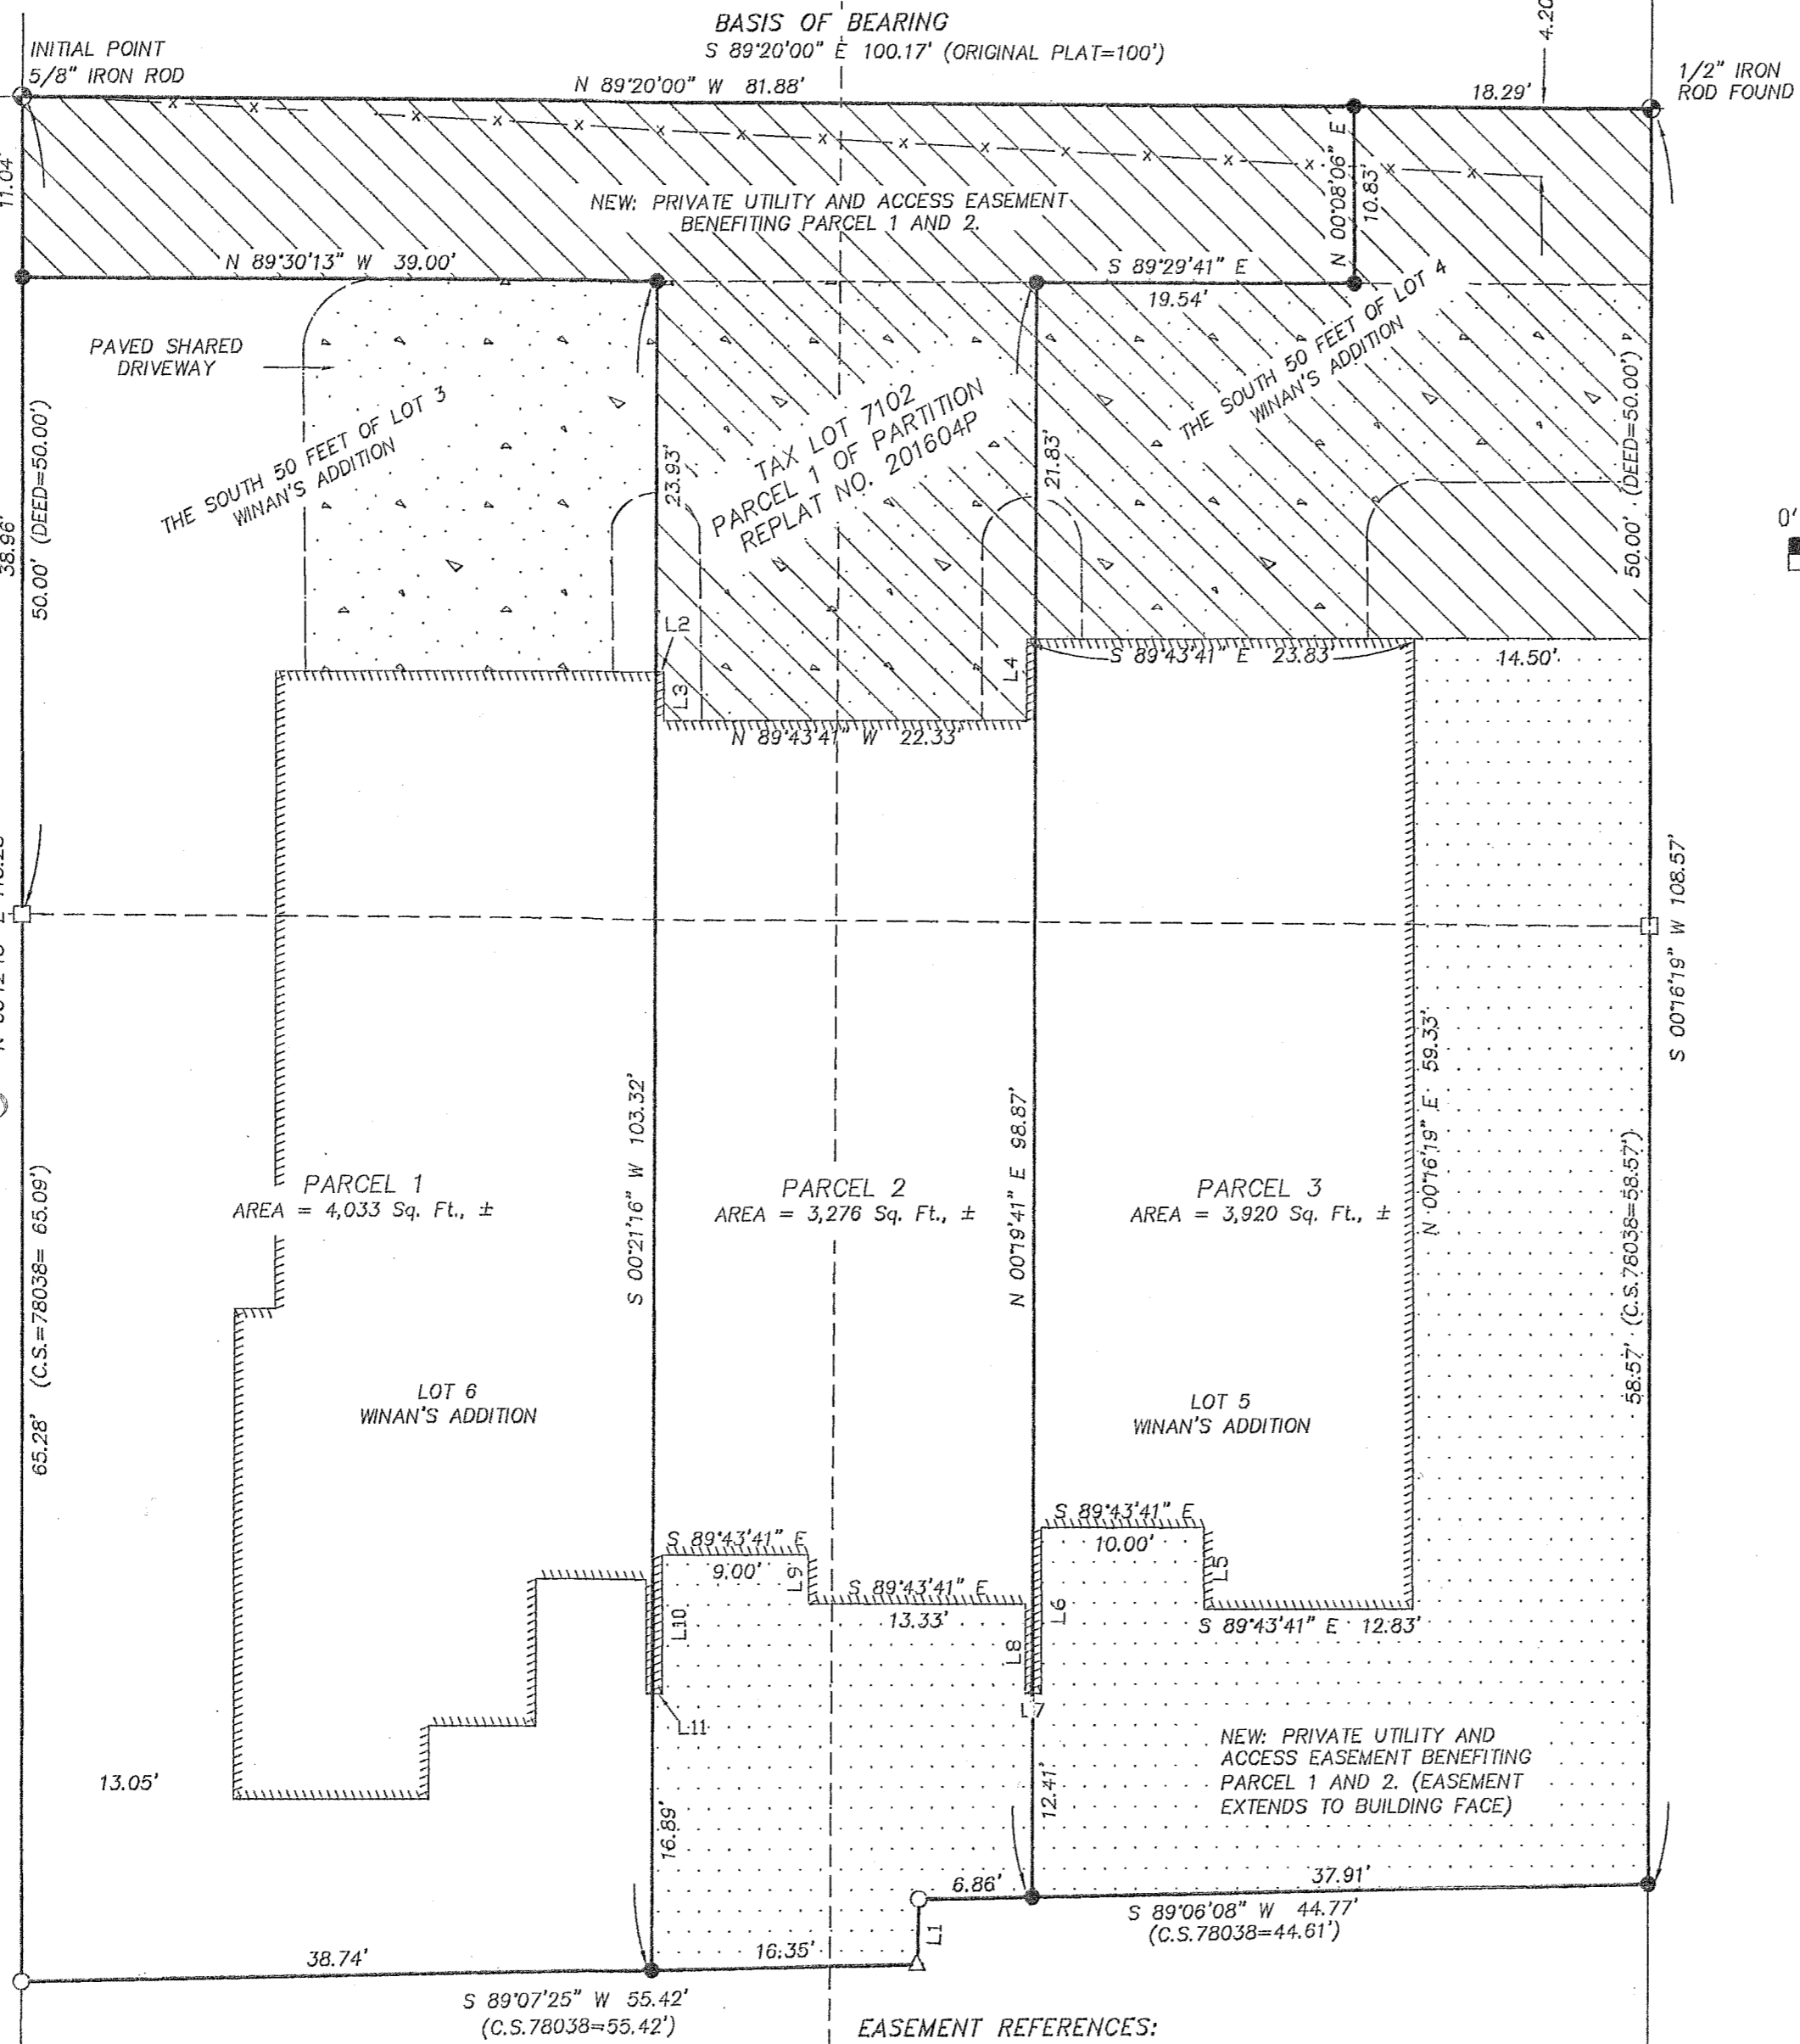 BASIS OF BEARING
S 89°20'00" E 100.17' (ORIGINAL PLAT=100')
4.20
INITIAL POINT
5/8" IRON ROD
N 89°20'00" W 81.88'
18.29'
1/2" IRON
ROD FOUND
11.04'
N 00°08'06" E
10.83'
NEW: PRIVATE UTILITY AND ACCESS EASEMENT
BENEFITING PARCEL 1 AND 2.
N 89°30'13" W 39.00'
S 89°29'41" E
19.54'
PAVED SHARED
DRIVEWAY
THE SOUTH 50 FEET OF LOT 3
WINAN'S ADDITION
TAX LOT 7102
PARCEL 1 OF PARTITION
REPLAT NO. 201604P
THE SOUTH 50 FEET OF LOT 4
WINAN'S ADDITION
38.96'
50.00' (DEED=50.00')
23.93'
21.83'
50.00' (DEED=50.00')
0'
L2
L3
L4
S 89°43'41" E 23.83'
14.50'
N 89°43'41" W 22.33'
S 00°16'19" W 108.57'
S 00°21'16" W 103.32'
N 00°19'41" E 98.87'
N 00°16'19" E 59.33'
PARCEL 1
AREA = 4,033 Sq. Ft., ±
PARCEL 2
AREA = 3,276 Sq. Ft., ±
PARCEL 3
AREA = 3,920 Sq. Ft., ±
65.28' (C.S.=78038= 65.09')
58.57' (C.S.78038=58.57')
LOT 6
WINAN'S ADDITION
LOT 5
WINAN'S ADDITION
S 89°43'41" E
9.00'
L9
S 89°43'41" E
13.33'
S 89°43'41" E
10.00'
L5
S 89°43'41" E 12.83'
L10
L8
L6
L11
L7
13.05'
16.89'
12.41'
NEW: PRIVATE UTILITY AND
ACCESS EASEMENT BENEFITING
PARCEL 1 AND 2. (EASEMENT
EXTENDS TO BUILDING FACE)
6.86'
37.91'
S 89°06'08" W 44.77'
(C.S.78038=44.61')
L1
38.74'
16.35'
S 89°07'25" W 55.42'
(C.S.78038=55.42')
EASEMENT REFERENCES: